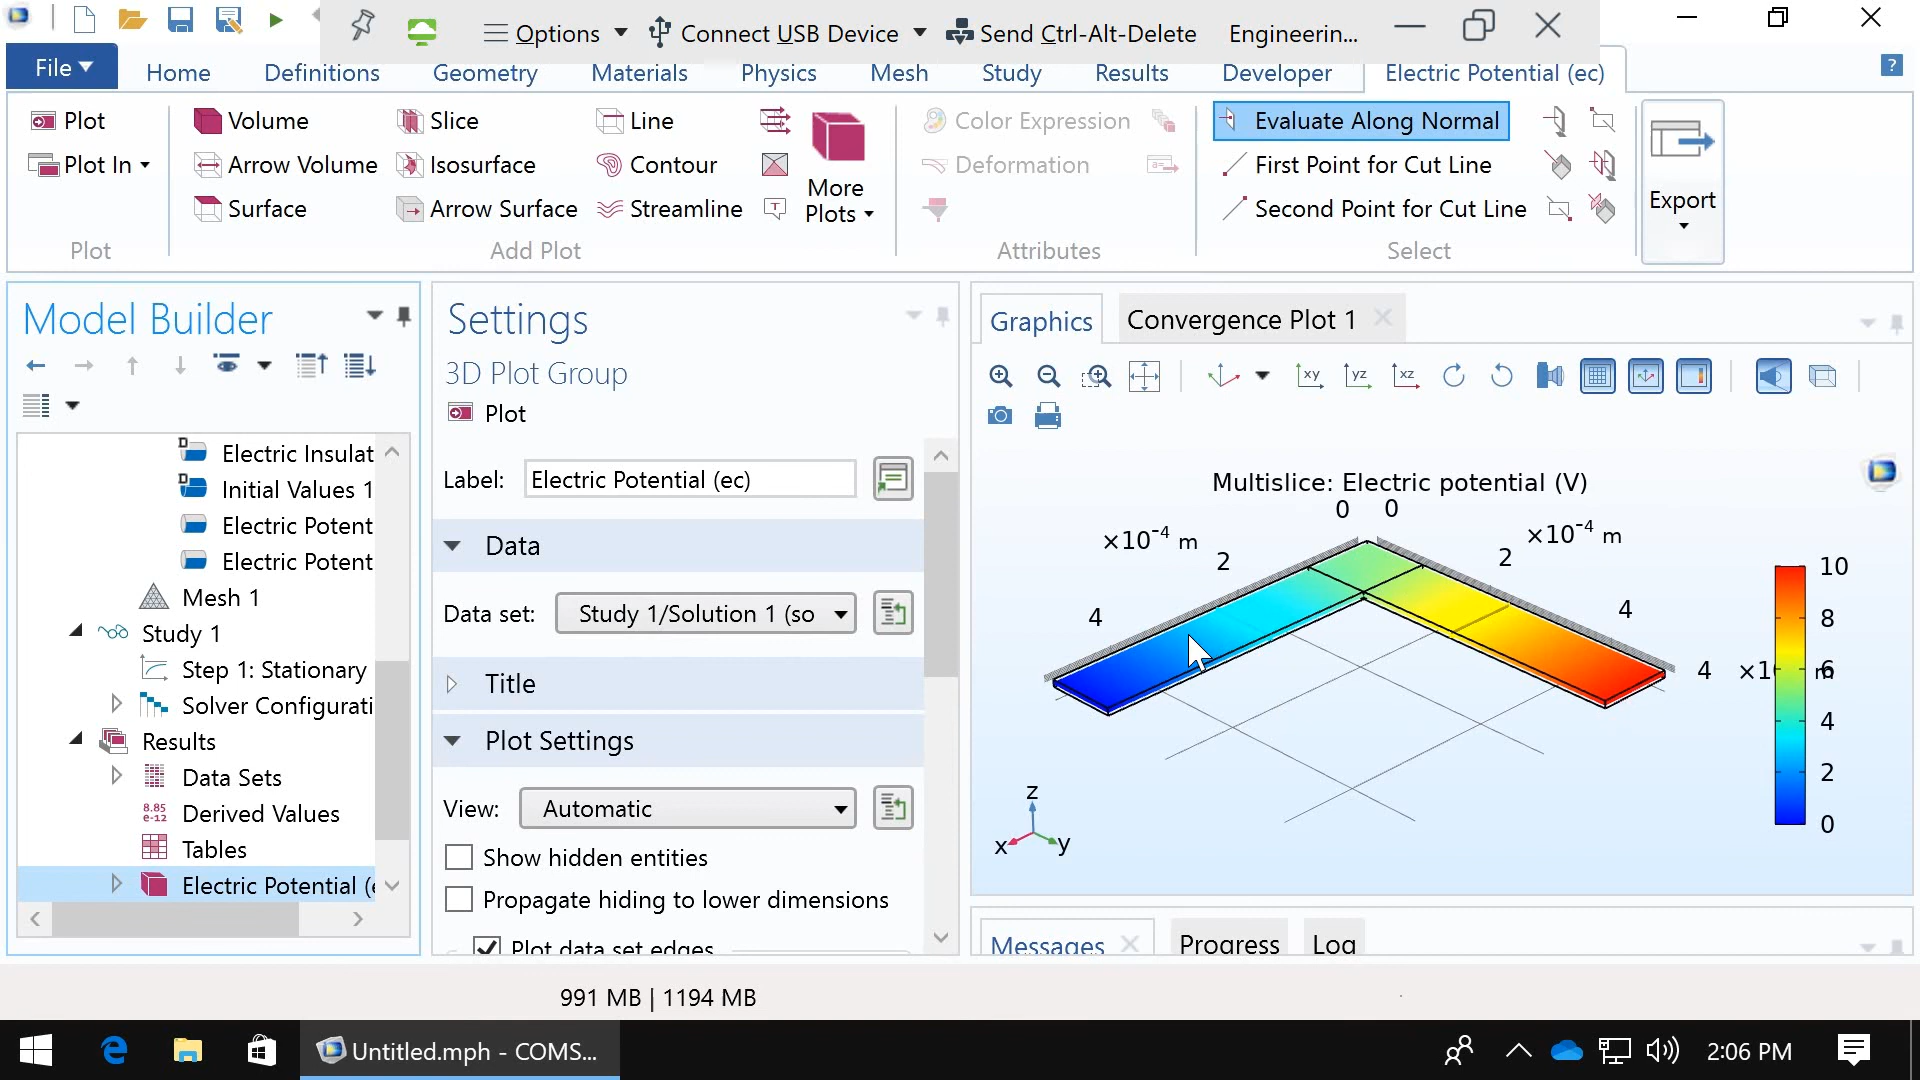 Options
Connect USB Device
Send Ctrl-Alt-Delete
Engineerin...
File
Home
Definitions
Geometry
Materials
Physics
Mesh
Study
Results
Developer
Electric Potential (ec)
?
Plot
Volume
Slice
Line
Color Expression
Evaluate Along Normal
Plot In
Arrow Volume
Isosurface
Contour
Deformation
First Point for Cut Line
Surface
Arrow Surface
Streamline
More
Plots
Second Point for Cut Line
Export
Plot
Add Plot
Attributes
Select
Model Builder
Electric Insulat
Initial Values 1
Electric Potent
Electric Potent
Mesh 1
Study 1
Step 1: Stationary
Solver Configurati
Results
Data Sets
8.85
e-12
Derived Values
Tables
Electric Potential (e
Settings
3D Plot Group
Plot
Label:
Electric Potential (ec)
Data
Data set:
Study 1/Solution 1 (so
Title
Plot Settings
View:
Automatic
Show hidden entities
Propagate hiding to lower dimensions
Plot data set edges
Graphics
Convergence Plot 1
xy
yz
xz
Multislice: Electric potential (V)
0
0
×10⁻⁴ m
2
2
×10⁻⁴ m
4
4
4
×1
m
10
8
6
4
2
0
z
x
y
Messages
Progress
Log
991 MB | 1194 MB
Untitled.mph - COMS...
2:06 PM